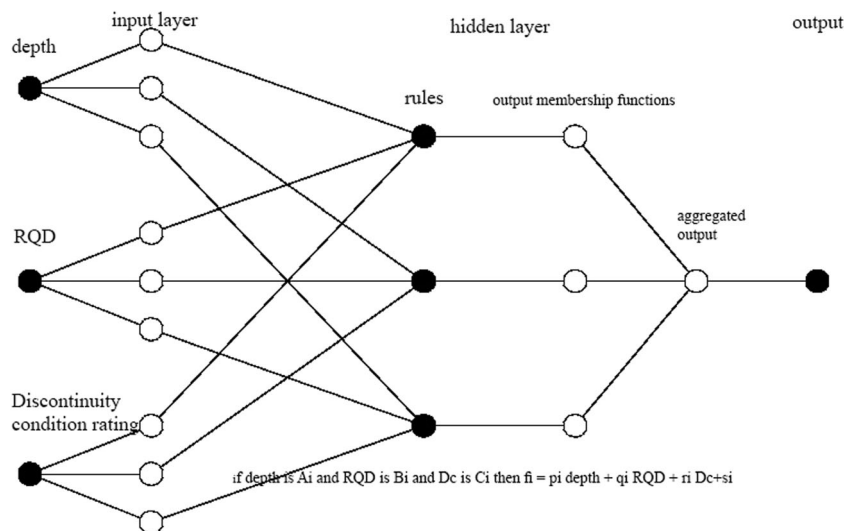 input layer
hidden layer
output
depth
rules
output membership functions
aggregated
output
RQD
Discontinuity
condition rating
if depth is Ai and RQD is Bi and Dc is Ci then fi = pi depth + qi RQD + ri Dc+si